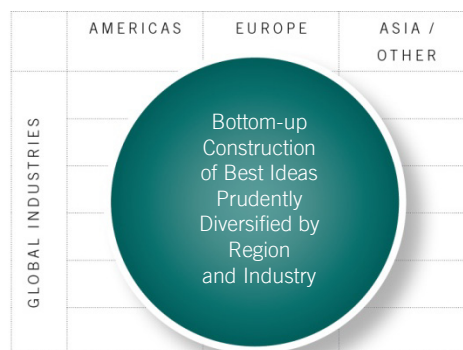 AMERICAS
EUROPE
ASIA /
OTHER
GLOBAL INDUSTRIES
Bottom-up
Construction
of Best Ideas
Prudently
Diversified by
Region
and Industry